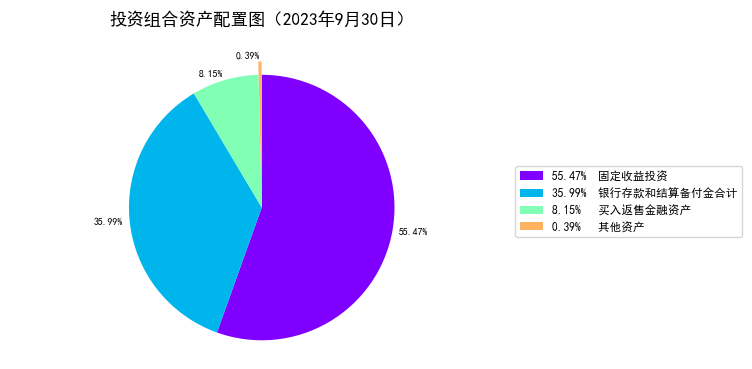 投资组合资产配置图（2023年9月30日）
0.39%
8.15%
35.99%
55.47%
55.47% 固定收益投资
35.99% 银行存款和结算备付金合计
8.15% 买入返售金融资产
0.39% 其他资产